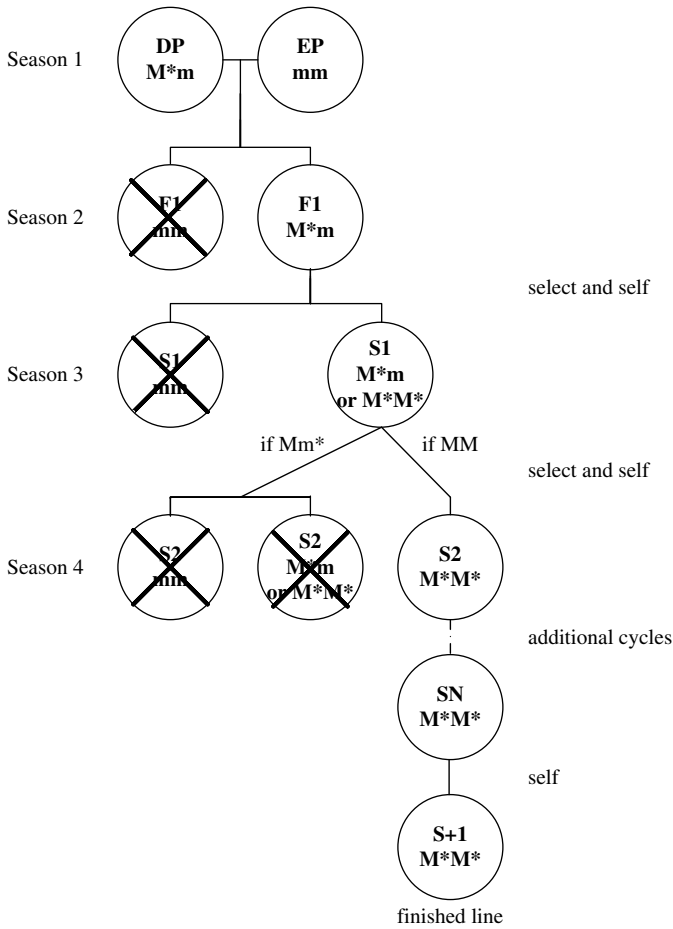 Season 1
DP
M*m
EP
mm
Season 2
F1
mm
F1
M*m
select and self
Season 3
S1
mm
S1
M*m
or M*M*
if Mm*
if MM
select and self
Season 4
S2
mm
S2
M*m
or M*M*
S2
M*M*
additional cycles
SN
M*M*
self
S+1
M*M*
finished line